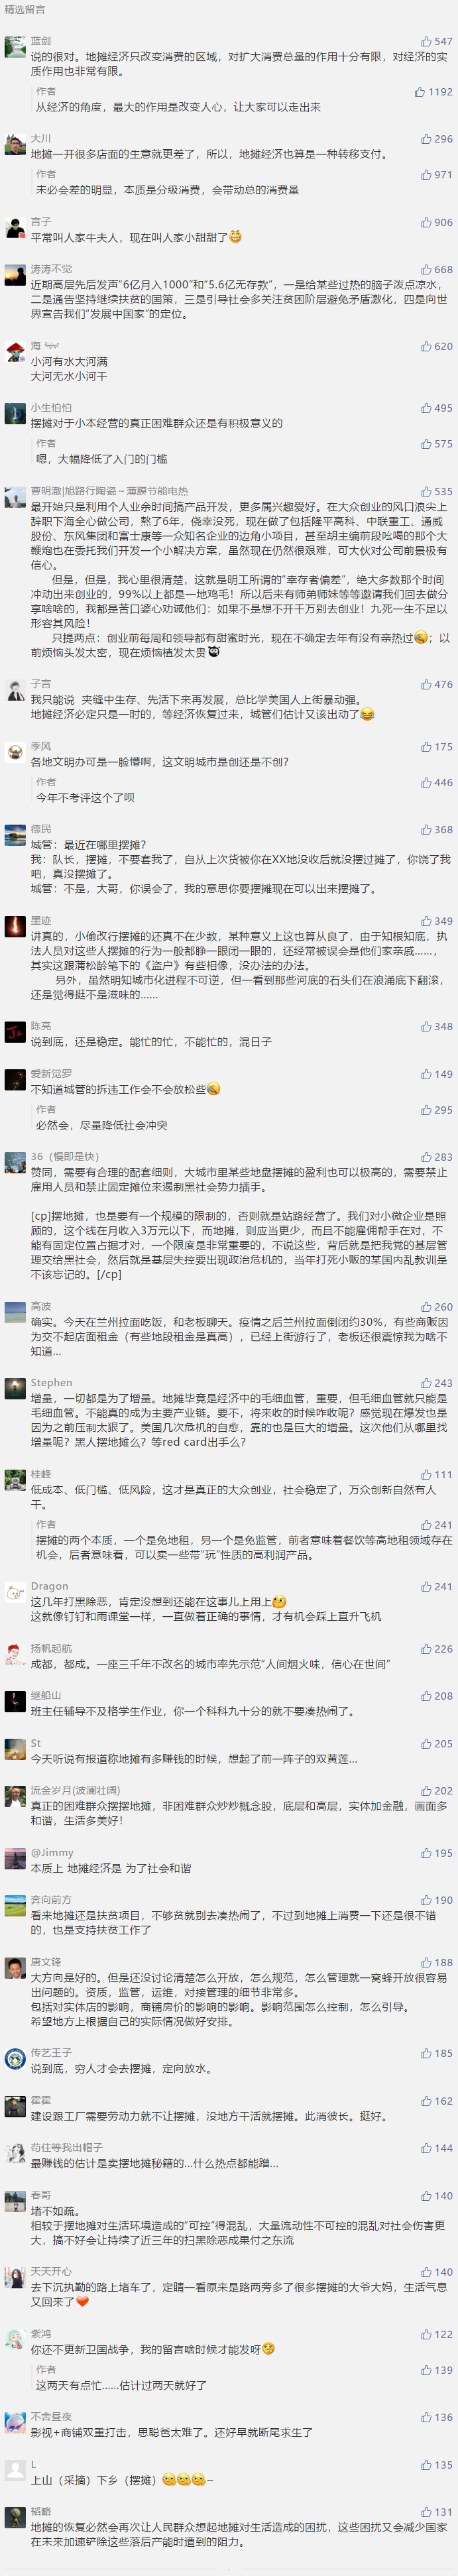 精选留言
蓝剑
547
说的很对。地摊经济只改变消费的区域，对扩大消费总量的作用十分有限，对经济的实
质作用也非常有限。
作者
1192
从经济的角度，最大的作用是改变人心，让大家可以走出来
大川
296
地摊一开很多店面的生意就更差了，所以，地摊经济也算是一种转移支付。
作者
971
未必会差的明显，本质是分级消费，会带动总的消费量
言子
906
平常叫人家牛夫人，现在叫人家小甜甜了
涛涛不觉
668
近期高层先后发声“6亿月入1000”和“5.6亿无存款”，一是给某些过热的脑子泼点凉水，
二是通告坚持继续扶贫的国策，三是引导社会多关注贫困阶层避免矛盾激化，四是向世
界宣告我们“发展中国家”的定位。
海
620
小河有水大河满
大河无水小河干
小生怕怕
495
摆摊对于小本经营的真正困难群众还是有积极意义的
作者
575
嗯，大幅降低了入门的门槛
曹明澈|旭路行陶瓷～薄膜节能电热
535
最开始只是利用个人业余时间搞产品开发，更多属兴趣爱好。在大众创业的风口浪尖上
辞职下海全心做公司，熬了6年，侥幸没死，现在做了包括隆平高科、中联重工、通威
股份、东风集团和富士康等一众知名企业的边角小项目，甚至胡主编前段吆喝的那个大
鞭炮也在委托我们开发一个小解决方案，虽然现在仍然很艰难，可大伙对公司前景极有
信心。
但是，但是，我心里很清楚，这就是明工所谓的“幸存者偏差”，绝大多数那个时间
冲动出来创业的，99%以上都是一地鸡毛！所以后来有师弟师妹等等邀请我们回去做分
享啥啥的，我都是苦口婆心劝诫他们：如果不是想不开千万别去创业！九死一生不足以
形容其风险！
只提两点：创业前每周和领导都有甜蜜时光，现在不确定去年有没有亲热过；以
前烦恼头发太密，现在烦恼植发太贵
子言
476
我只能说 夹缝中生存、先活下来再发展，总比学美国人上街暴动强。
地摊经济必定只是一时的，等经济恢复过来，城管们估计又该出动了
季风
175
各地文明办可是一脸懵啊，这文明城市是创还是不创？
作者
446
今年不考评这个了呗
德民
368
城管：最近在哪里摆摊？
我：队长，摆摊，不要套我了，自从上次货被你在XX地没收后就没摆过摊了，你饶了我
吧，真没摆摊了。
城管：不是，大哥，你误会了，我的意思你要摆摊现在可以出来摆摊了。
墨迹
349
讲真的，小偷改行摆摊的还真不在少数，某种意义上这也算从良了，由于知根知底，执
法人员对这些人摆摊的行为一般都睁一眼闭一眼的，还经常被误会是他们家亲戚……，
其实这跟蒲松龄笔下的《盗户》有些相像，没办法的办法。
另外，虽然明知城市化进程不可逆，但一看到那些河底的石头们在浪涌底下翻滚，
还是觉得挺不是滋味的……
陈亮
348
说到底，还是稳定。能忙的忙，不能忙的，混日子
爱新觉罗
149
不知道城管的拆违工作会不会放松些
作者
295
必然会，尽量降低社会冲突
36（慢即是快）
283
赞同，需要有合理的配套细则，大城市里某些地盘摆摊的盈利也可以极高的，需要禁止
雇用人员和禁止固定摊位来遏制黑社会势力插手。
[cp]摆地摊，也是要有一个规模的限制的，否则就是站路经营了。我们对小微企业是照
顾的，这个线在月收入3万元以下，而地摊，则应当更少，而且不能雇佣帮手在对，不
能有固定位置占据才对，一个限度是非常重要的，不说这些，背后就是把我党的基层管
理交给黑社会，然后就是基层失控要出现政治危机的，当年打死小贩的某国内乱教训是
不该忘记的。[/cp]
高波
260
确实。今天在兰州拉面吃饭，和老板聊天。疫情之后兰州拉面倒闭约30%，有些商贩因
为交不起店面租金（有些地段租金是真高），已经上街游行了，老板还很震惊我为啥不
知道...
Stephen
243
增量，一切都是为了增量。地摊毕竟是经济中的毛细血管，重要，但毛细血管就只能是
毛细血管。不能真的成为主要产业链。要不，将来收的时候咋收呢？感觉现在爆发也是
因为之前压制太狠了。美国几次危机的自愈，靠的也是巨大的增量。这次他们从哪里找
增量呢？黑人摆地摊么？等red card出手么？
桂峰
111
低成本、低门槛、低风险，这才是真正的大众创业，社会稳定了，万众创新自然有人
干。
作者
241
摆摊的两个本质，一个是免地租，另一个是免监管，前者意味着餐饮等高地租领域存在
机会，后者意味着，可以卖一些带“玩”性质的高利润产品。
Dragon
241
这几年打黑除恶，肯定没想到还能在这事儿上用上
这就像钉钉和雨课堂一样，一直做着正确的事情，才有机会踩上直升飞机
扬帆起航
226
成都，都成。一座三千年不改名的城市率先示范“人间烟火味，信心在世间”
继船山
208
班主任辅导不及格学生作业，你一个科科九十分的就不要凑热闹了。
St
205
今天听说有报道称地摊有多赚钱的时候，想起了前一阵子的双黄莲...
流金岁月(波澜壮阔)
202
真正的困难群众摆摆地摊，非困难群众炒炒概念股，底层和高层，实体加金融，画面多
和谐，生活多美好！
@Jimmy
195
本质上 地摊经济是 为了社会和谐
奔向前方
190
看来地摊还是扶贫项目，不够贫就别去凑热闹了，不过到地摊上消费一下还是很不错
的，也是支持扶贫工作了
唐文锋
188
大方向是好的。但是还没讨论清楚怎么开放，怎么规范，怎么管理就一窝蜂开放很容易
出问题的。资质，监管，运维，对接管理的细节非常多。
包括对实体店的影响，商铺房价的影响的影响。影响范围怎么控制，怎么引导。
希望地方上根据自己的实际情况做好安排。
传艺王子
185
说到底，穷人才会去摆摊，定向放水。
霍霍
162
建设跟工厂需要劳动力就不让摆摊，没地方干活就摆摊。此消彼长。挺好。
苟住等我出帽子
144
最赚钱的估计是卖摆地摊秘籍的...什么热点都能蹭...
春哥
140
堵不如疏。
相较于摆地摊对生活环境造成的“可控”得混乱，大量流动性不可控的混乱对社会伤害更
大，搞不好会让持续了近三年的扫黑除恶成果付之东流
天天开心
140
去下沉执勤的路上堵车了，定睛一看原来是路两旁多了很多摆摊的大爷大妈，生活气息
又回来了
紫鸿
122
你还不更新卫国战争，我的留言啥时候才能发呀
作者
139
这两天有点忙……估计过两天就好了
不舍昼夜
136
影视+商铺双重打击，思聪爸太难了。还好早就断尾求生了
L
135
上山（采摘）下乡（摆摊）～
韬略
131
地摊的恢复必然会再次让人民群众想起地摊对生活造成的困扰，这些困扰又会减少国家
在未来加速铲除这些落后产能时遭到的阻力。